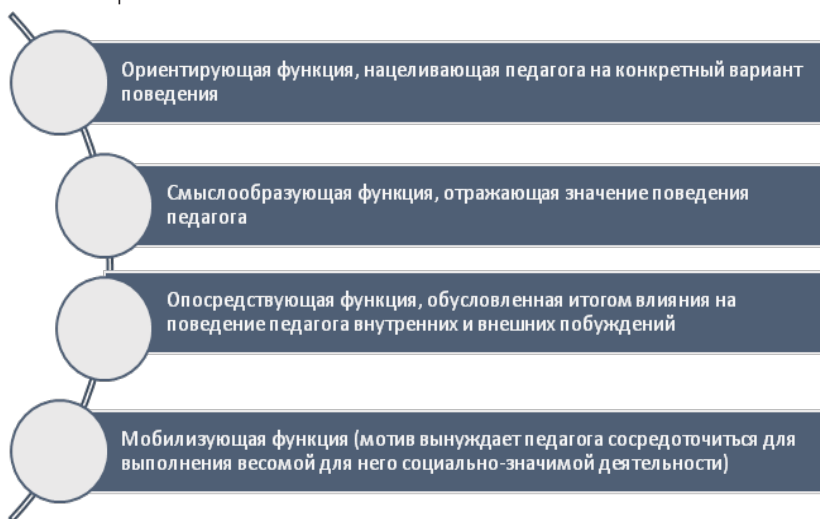 Ориентирующая функция, нацеливающая педагога на конкретный вариант
поведения
Смыслообразующая функция, отражающая значение поведения
педагога
Опосредствующая функция, обусловленная итогом влияния на
поведение педагога внутренних и внешних побуждений
Мобилизующая функция (мотив вынуждает педагога сосредоточиться для
выполнения весомой для него социально-значимой деятельности)